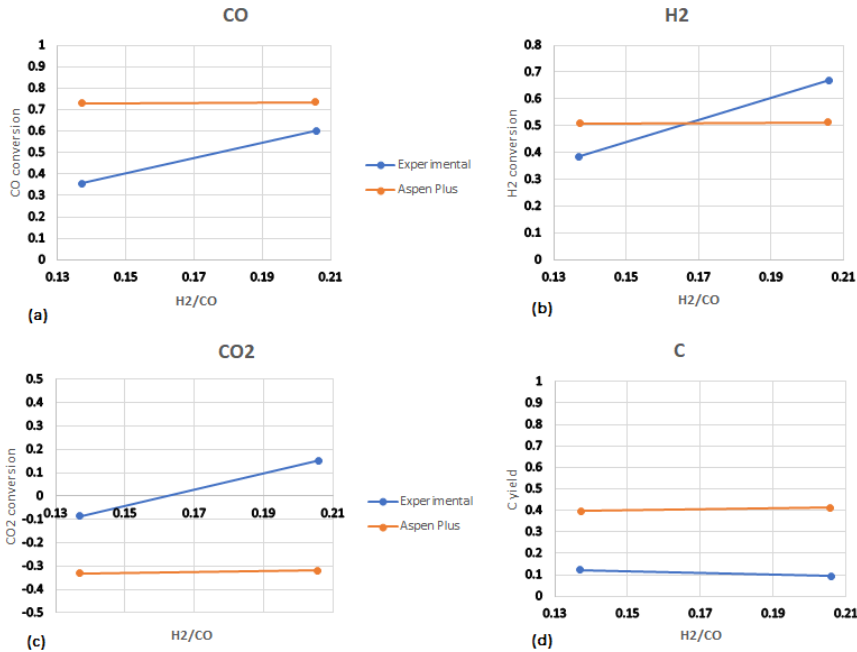 CO
1
0.9
0.8
0.7
0.6
0.5
0.4
0.3
0.2
0.1
0
CO conversion
0.13 0.15 0.17 0.19 0.21
H2/CO
(a)
Experimental
Aspen Plus
H2
0.8
0.7
0.6
0.5
0.4
0.3
0.2
0.1
0
H2 conversion
0.13 0.15 0.17 0.19 0.21
H2/CO
(b)
CO2
0.5
0.4
0.3
0.2
0.1
0
-0.1
-0.2
-0.3
-0.4
-0.5
CO2 conversion
0.13 0.15 0.17 0.19 0.21
H2/CO
(c)
Experimental
Aspen Plus
C
1
0.9
0.8
0.7
0.6
0.5
0.4
0.3
0.2
0.1
0
C yield
0.13 0.15 0.17 0.19 0.21
H2/CO
(d)